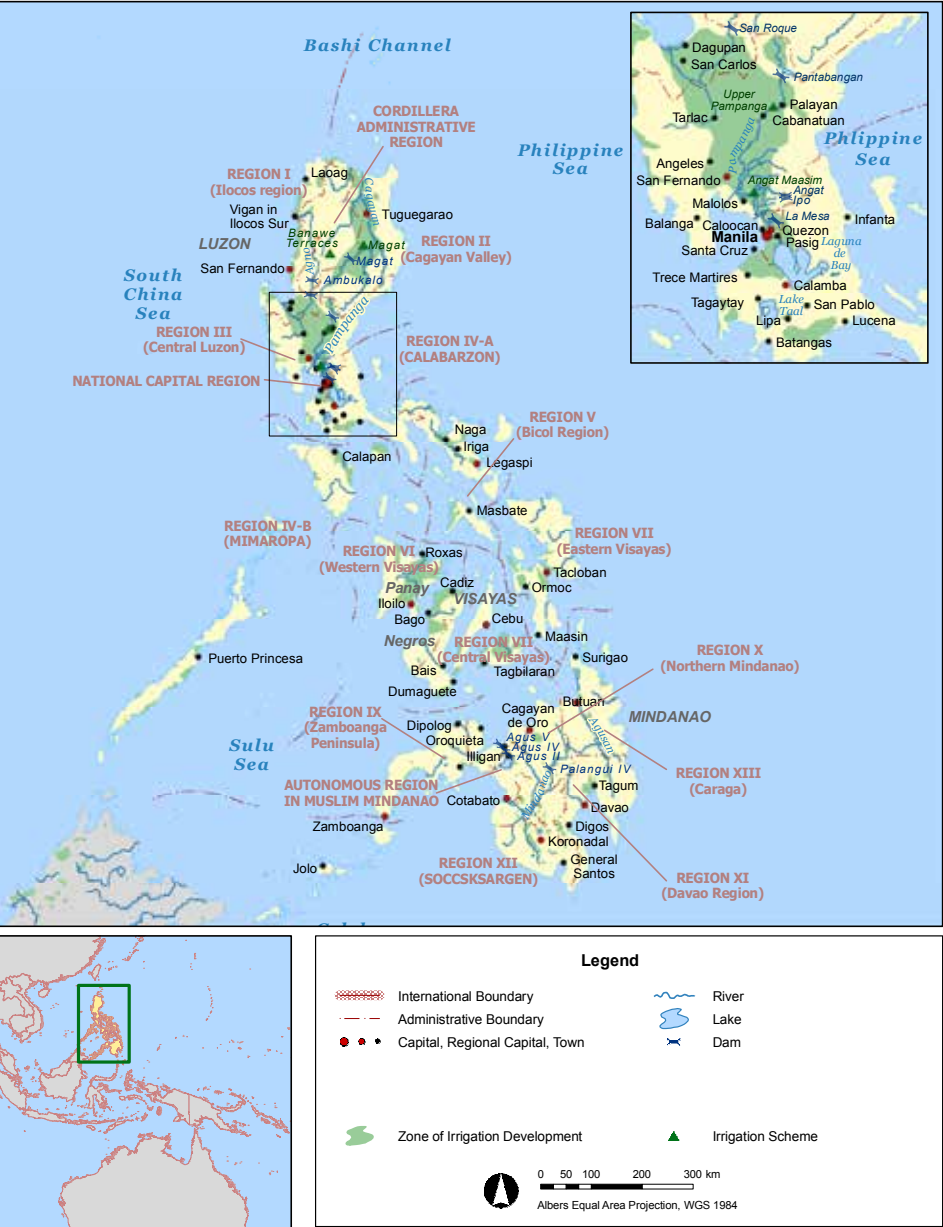 Bashi Channel
CORDILLERA
ADMINISTRATIVE
REGION
REGION I
(Ilocos region)
Laoag
Cagayan
Vigan in
Ilocos Sur
Tuguegarao
LUZON
Banawe
Terraces
Magat
REGION II
(Cagayan Valley)
Magat
Agno
San Fernando
Ambukalo
South
China
Sea
Philippine
Sea
Pampanga
REGION III
(Central Luzon)
REGION IV-A
(CALABARZON)
NATIONAL CAPITAL REGION
REGION V
(Bicol Region)
Naga
Iriga
Legaspi
Calapan
Masbate
REGION IV-B
(MIMAROPA)
REGION VII
(Eastern Visayas)
REGION VI
(Western Visayas)
Roxas
Tacloban
Panay
Cadiz
Ormoc
VISAYAS
Iloilo
Bago
Cebu
Negros
Maasin
REGION VII
(Central Visayas)
Surigao
REGION X
(Northern Mindanao)
Puerto Princesa
Bais
Tagbilaran
Dumaguete
Butuan
MINDANAO
REGION IX
(Zamboanga
Peninsula)
Cagayan
de Oro
Dipolog
Oroquieta
Agus V
Agus IV
Agus II
Illigan
Agusan
Sulu
Sea
Palangui IV
REGION XIII
(Caraga)
AUTONOMOUS REGION
IN MUSLIM MINDANAO
Tagum
Cotabato
Mindanao
Davao
Zamboanga
Digos
Koronadal
Jolo
REGION XII
(SOCCSKSARGEN)
General
Santos
REGION XI
(Davao Region)
San Roque
Dagupan
San Carlos
Pantabangan
Upper
Pampanga
Palayan
Cabanatuan
Tarlac
Pampanga
Phlippine
Sea
Angeles
San Fernando
Angat Maasim
Angat
Ipo
Malolos
La Mesa
Balanga
Caloocan
Quezon
Infanta
Manila
Pasig
Santa Cruz
Laguna
de
Bay
Trece Martires
Calamba
Tagaytay
Lake
Taal
San Pablo
Lipa
Lucena
Batangas
Legend
International Boundary
Administrative Boundary
Capital, Regional Capital, Town
River
Lake
Dam
Zone of Irrigation Development
Irrigation Scheme
0 50 100 200 300 km
Albers Equal Area Projection, WGS 1984